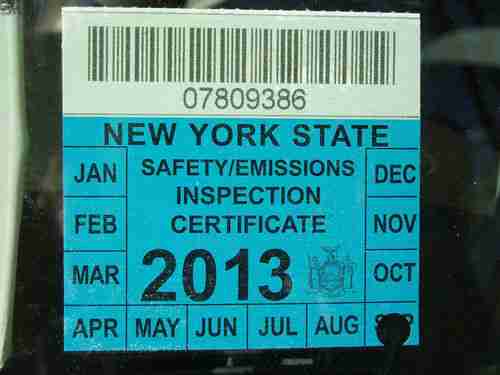 07809386
NEW YORK STATE
SAFETY/EMISSIONS
INSPECTION
CERTIFICATE
2013
JAN
FEB
MAR
APR MAY JUN JUL AUG
DEC
NOV
OCT